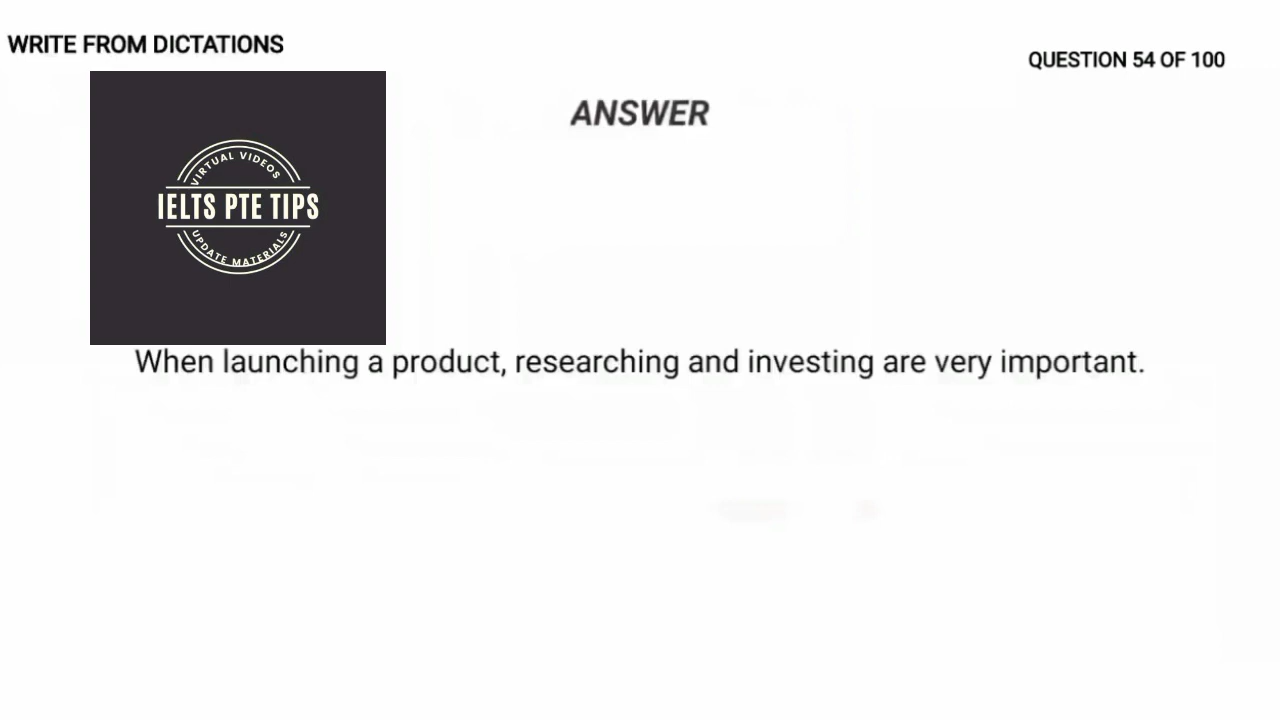 WRITE FROM DICTATIONS
QUESTION 54 OF 100
ANSWER
VIRTUAL VIDEOS
IELTS PTE TIPS
UPDATE MATERIALS
When launching a product, researching and investing are very important.